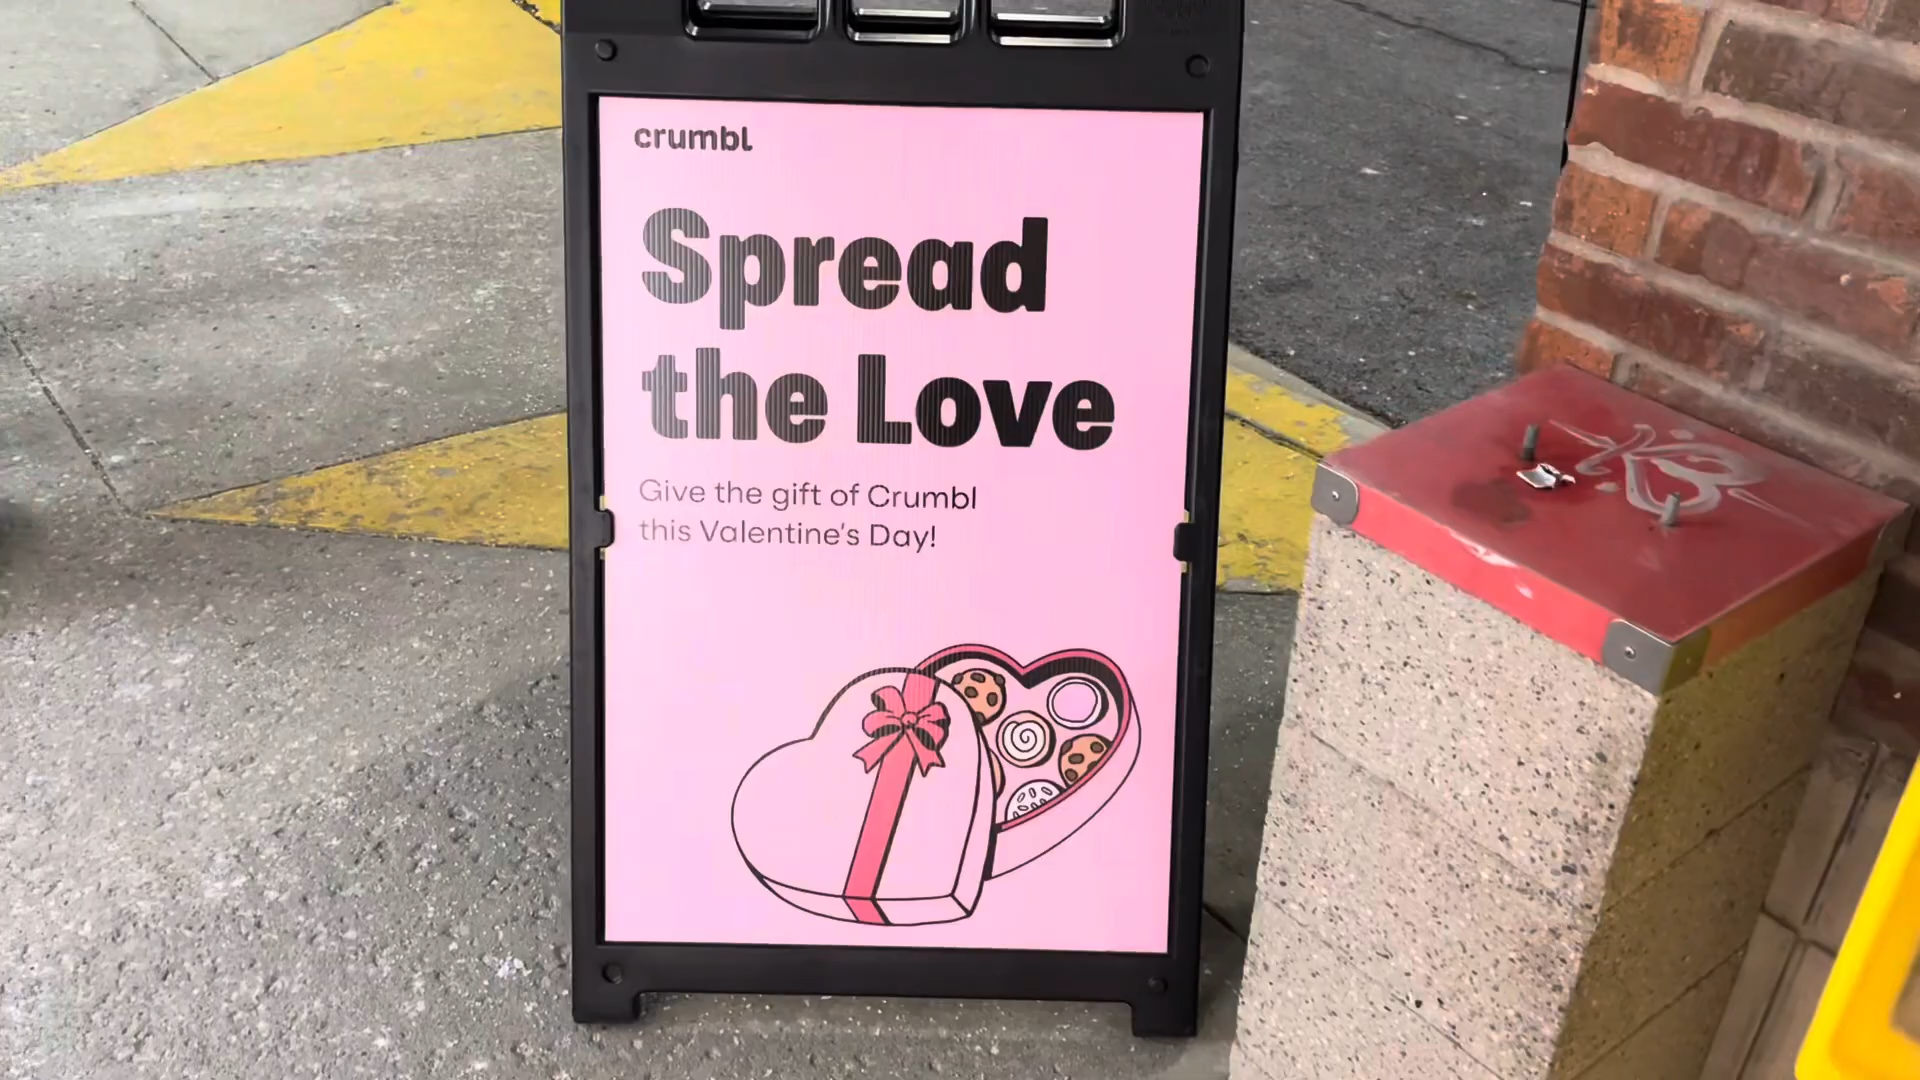 crumbl
Spread
the Love
Give the gift of Crumbl
this Valentine's Day!